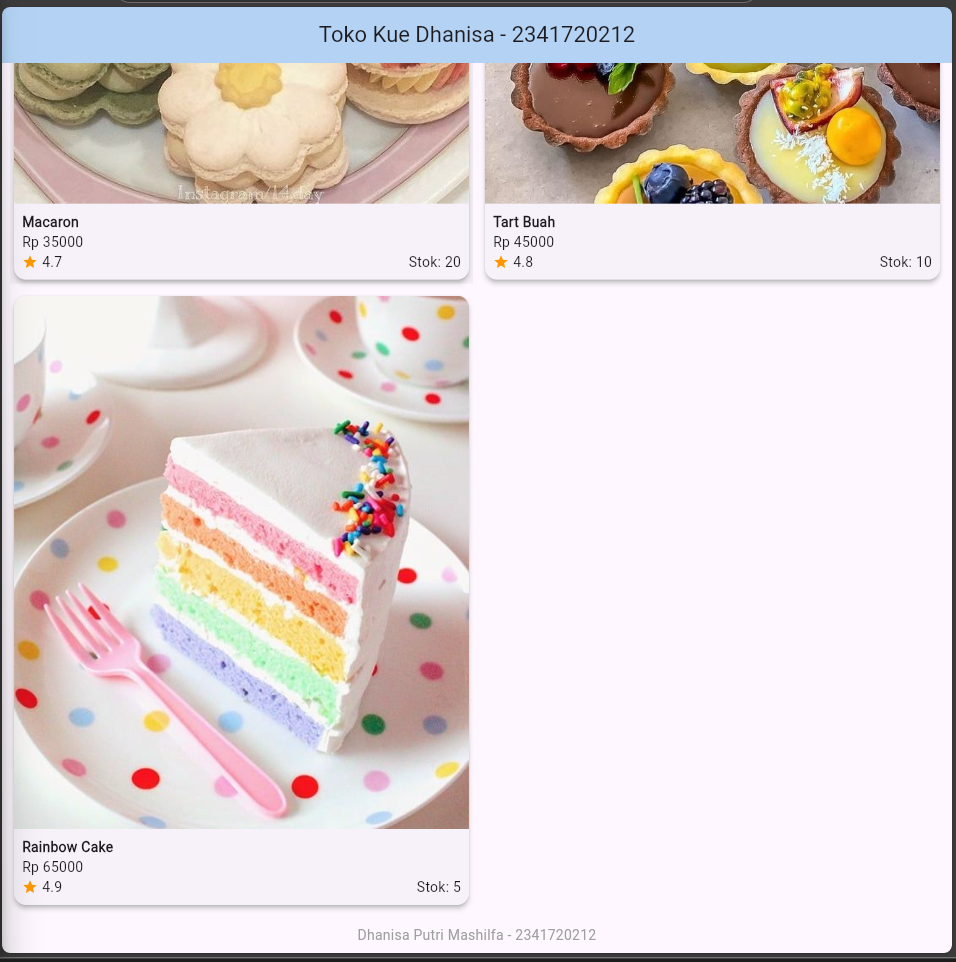 Toko Kue Dhanisa - 2341720212
Instagram/14day
Macaron
Rp 35000
4.7 Stok: 20
Tart Buah
Rp 45000
4.8 Stok: 10
Rainbow Cake
Rp 65000
4.9 Stok: 5
Dhanisa Putri Mashilfa - 2341720212